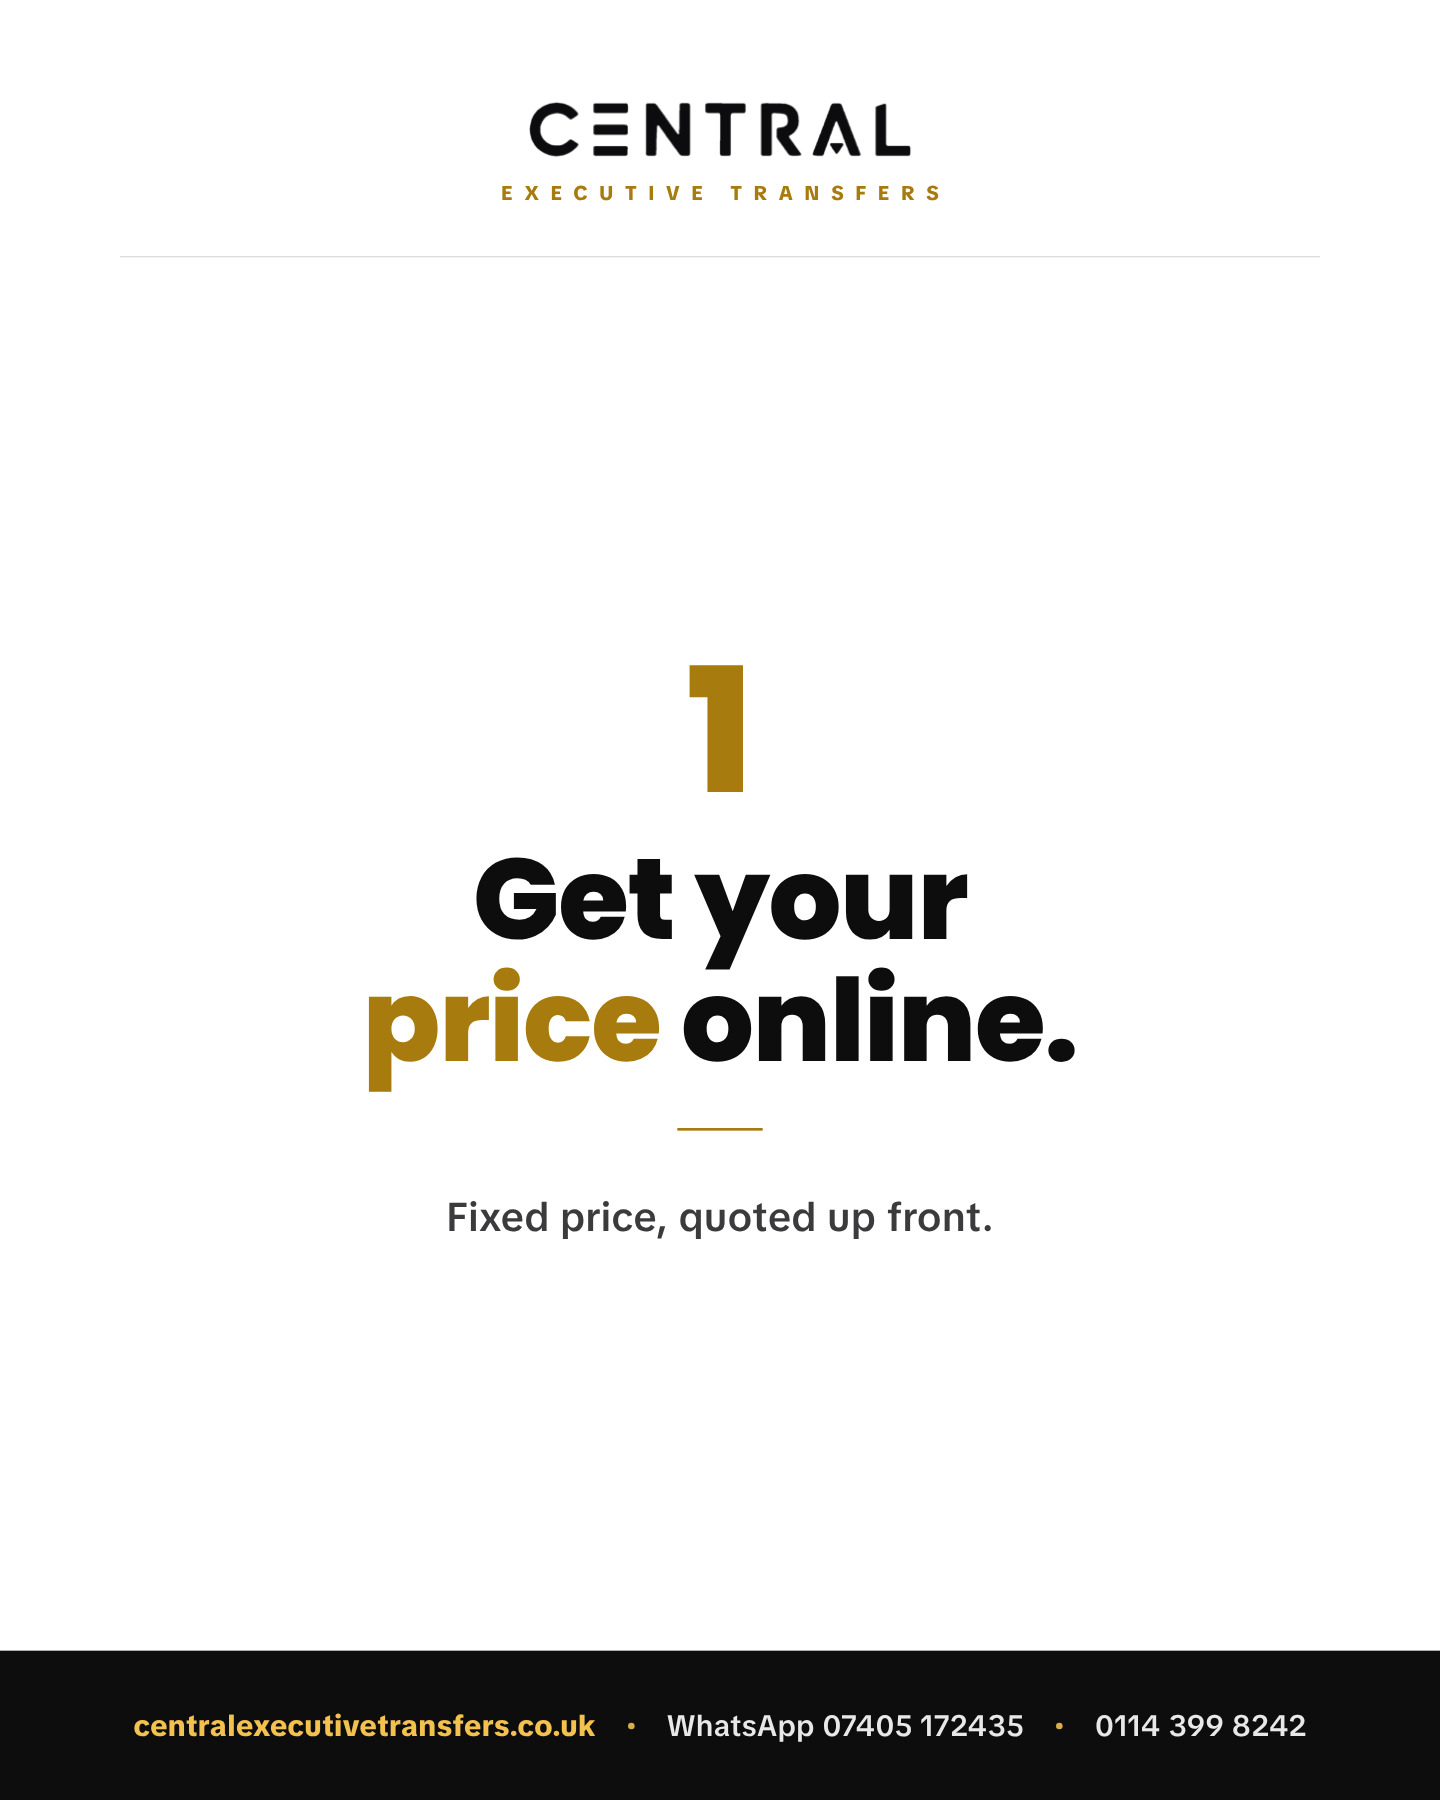 CENTRAL
EXECUTIVE TRANSFERS
1
Get your
price online.
Fixed price, quoted up front.
centralexecutivetransfers.co.uk • WhatsApp 07405 172435 • 0114 399 8242